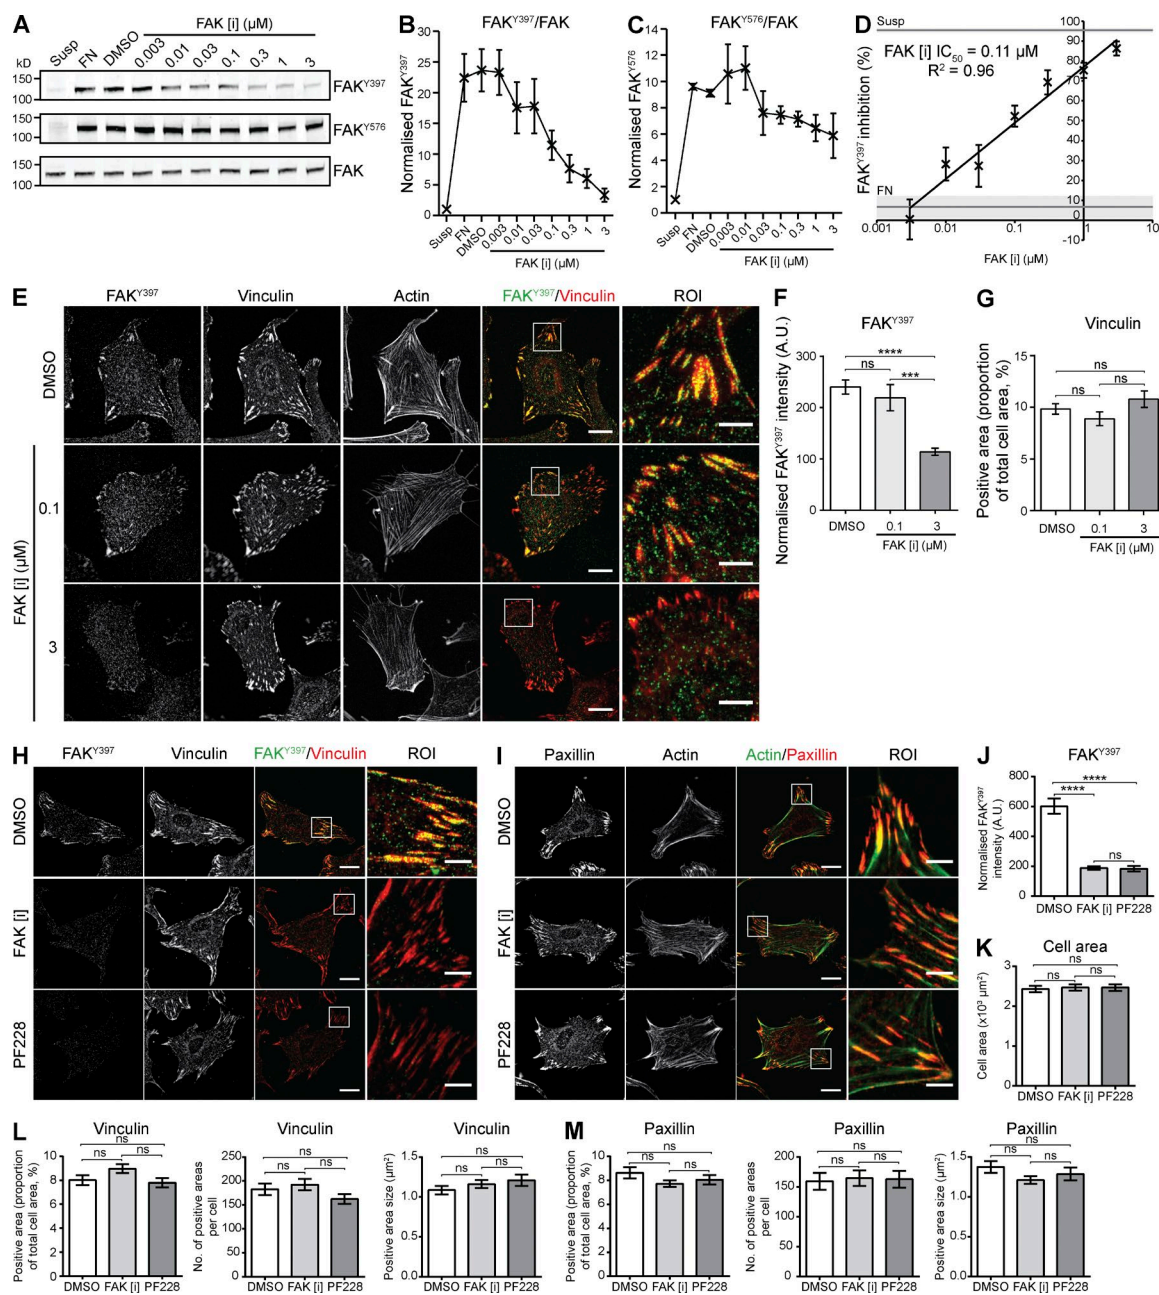 A
FAK [i] (µM)
Susp
FN
DMSO
0.003
0.01
0.03
0.1
0.3
1
3
kD
150
100
FAKY397
150
100
FAKY576
150
100
FAK
B
FAKY397/FAK
Normalised FAKY397
30
25
20
15
10
5
0
Susp
FN
DMSO
0.003
0.01
0.03
0.1
0.3
1
3
FAK [i] (µM)
C
FAKY576/FAK
Normalised FAKY576
14
12
10
8
6
4
2
0
Susp
FN
DMSO
0.003
0.01
0.03
0.1
0.3
1
3
FAK [i] (µM)
D
Susp
FAK [i] IC50 = 0.11 µM
R2 = 0.96
FAKY397 inhibition (%)
FN
100
90
80
70
60
50
40
30
20
10
0
-10
0.001
0.01
0.1
1
10
FAK [i] (µM)
E
FAKY397
Vinculin
Actin
FAKY397/Vinculin
ROI
DMSO
0.1
3
FAK [i] (µM)
F
FAKY397
Normalised FAKY397 intensity (A.U.)
300
200
100
0
****
ns
***
DMSO
0.1
3
FAK [i] (µM)
G
Vinculin
Positive area (proportion
of total cell area, %)
15
10
5
0
ns
ns
ns
DMSO
0.1
3
FAK [i] (µM)
H
FAKY397
Vinculin
FAKY397/Vinculin
ROI
DMSO
FAK [i]
PF228
I
Paxillin
Actin
Actin/Paxillin
ROI
DMSO
FAK [i]
PF228
J
FAKY397
Normalised FAKY397
intensity (A.U.)
800
600
400
200
0
****
****
ns
DMSO FAK [i] PF228
K
Cell area
Cell area (x10³ µm²)
3
2
1
0
ns
ns
ns
DMSO FAK [i] PF228
L
Vinculin
Positive area (proportion
of total cell area, %)
10
8
6
4
2
0
ns
ns
ns
DMSO FAK [i] PF228
Vinculin
No. of positive areas
per cell
250
200
150
100
50
0
ns
ns
ns
DMSO FAK [i] PF228
Vinculin
Positive area size (µm²)
1.5
1.0
0.5
0.0
ns
ns
ns
DMSO FAK [i] PF228
M
Paxillin
Positive area (proportion
of total cell area, %)
10
8
6
4
2
0
ns
ns
ns
DMSO FAK [i] PF228
Paxillin
No. of positive areas
per cell
200
150
100
50
0
ns
ns
ns
DMSO FAK [i] PF228
Paxillin
Positive area size (µm²)
1.5
1.0
0.5
0.0
ns
ns
ns
DMSO FAK [i] PF228